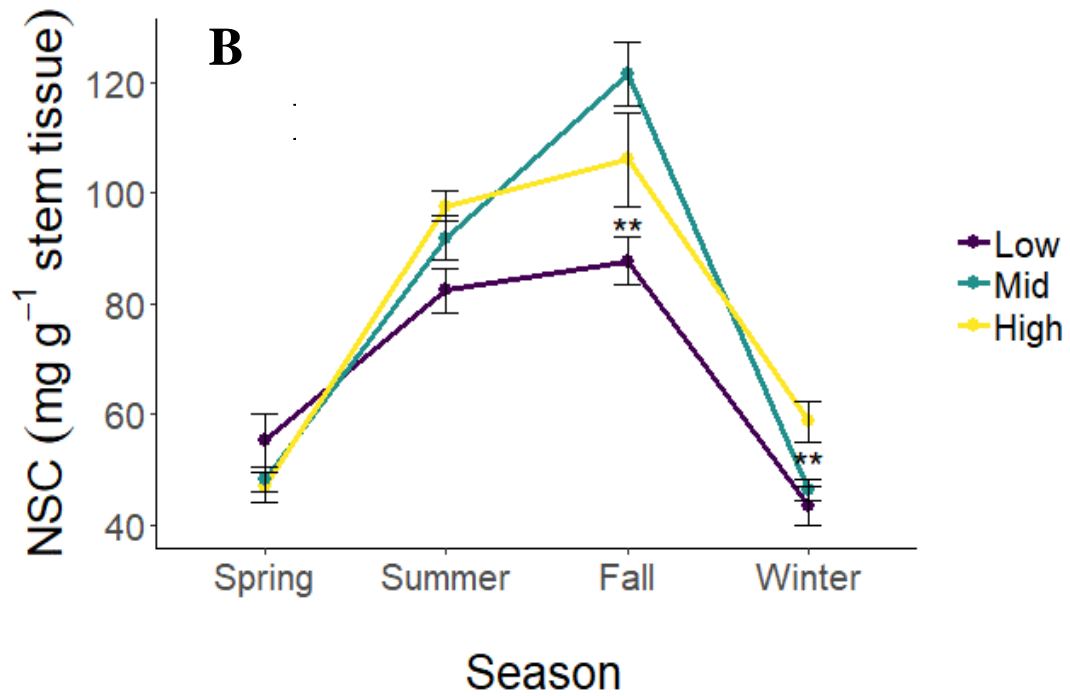 B
NSC (mg g⁻¹ stem tissue)
120
100
80
60
40
**
**
Spring Summer Fall Winter
Season
Low
Mid
High